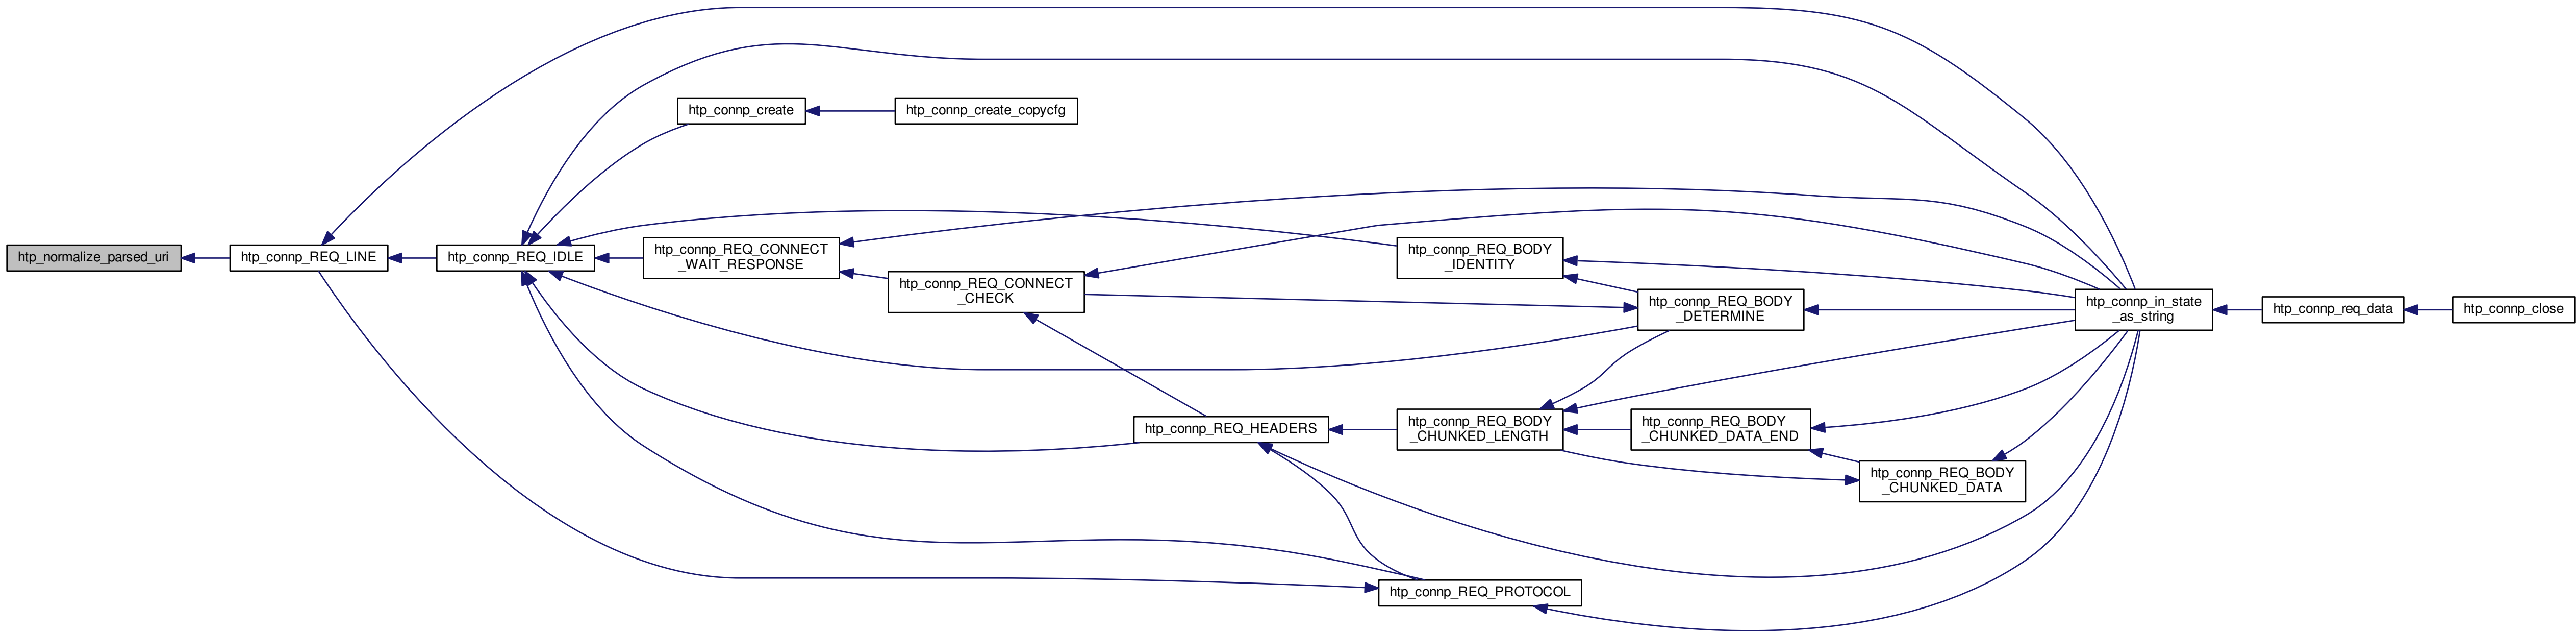 htp_normalize_parsed_uri
htp_connp_REQ_LINE
htp_connp_REQ_IDLE
htp_connp_create
htp_connp_create_copycfg
htp_connp_REQ_CONNECT
_WAIT_RESPONSE
htp_connp_REQ_CONNECT
_CHECK
htp_connp_REQ_HEADERS
htp_connp_REQ_BODY
_IDENTITY
htp_connp_REQ_BODY
_DETERMINE
htp_connp_REQ_BODY
_CHUNKED_LENGTH
htp_connp_REQ_BODY
_CHUNKED_DATA_END
htp_connp_REQ_BODY
_CHUNKED_DATA
htp_connp_REQ_PROTOCOL
htp_connp_in_state
_as_string
htp_connp_req_data
htp_connp_close